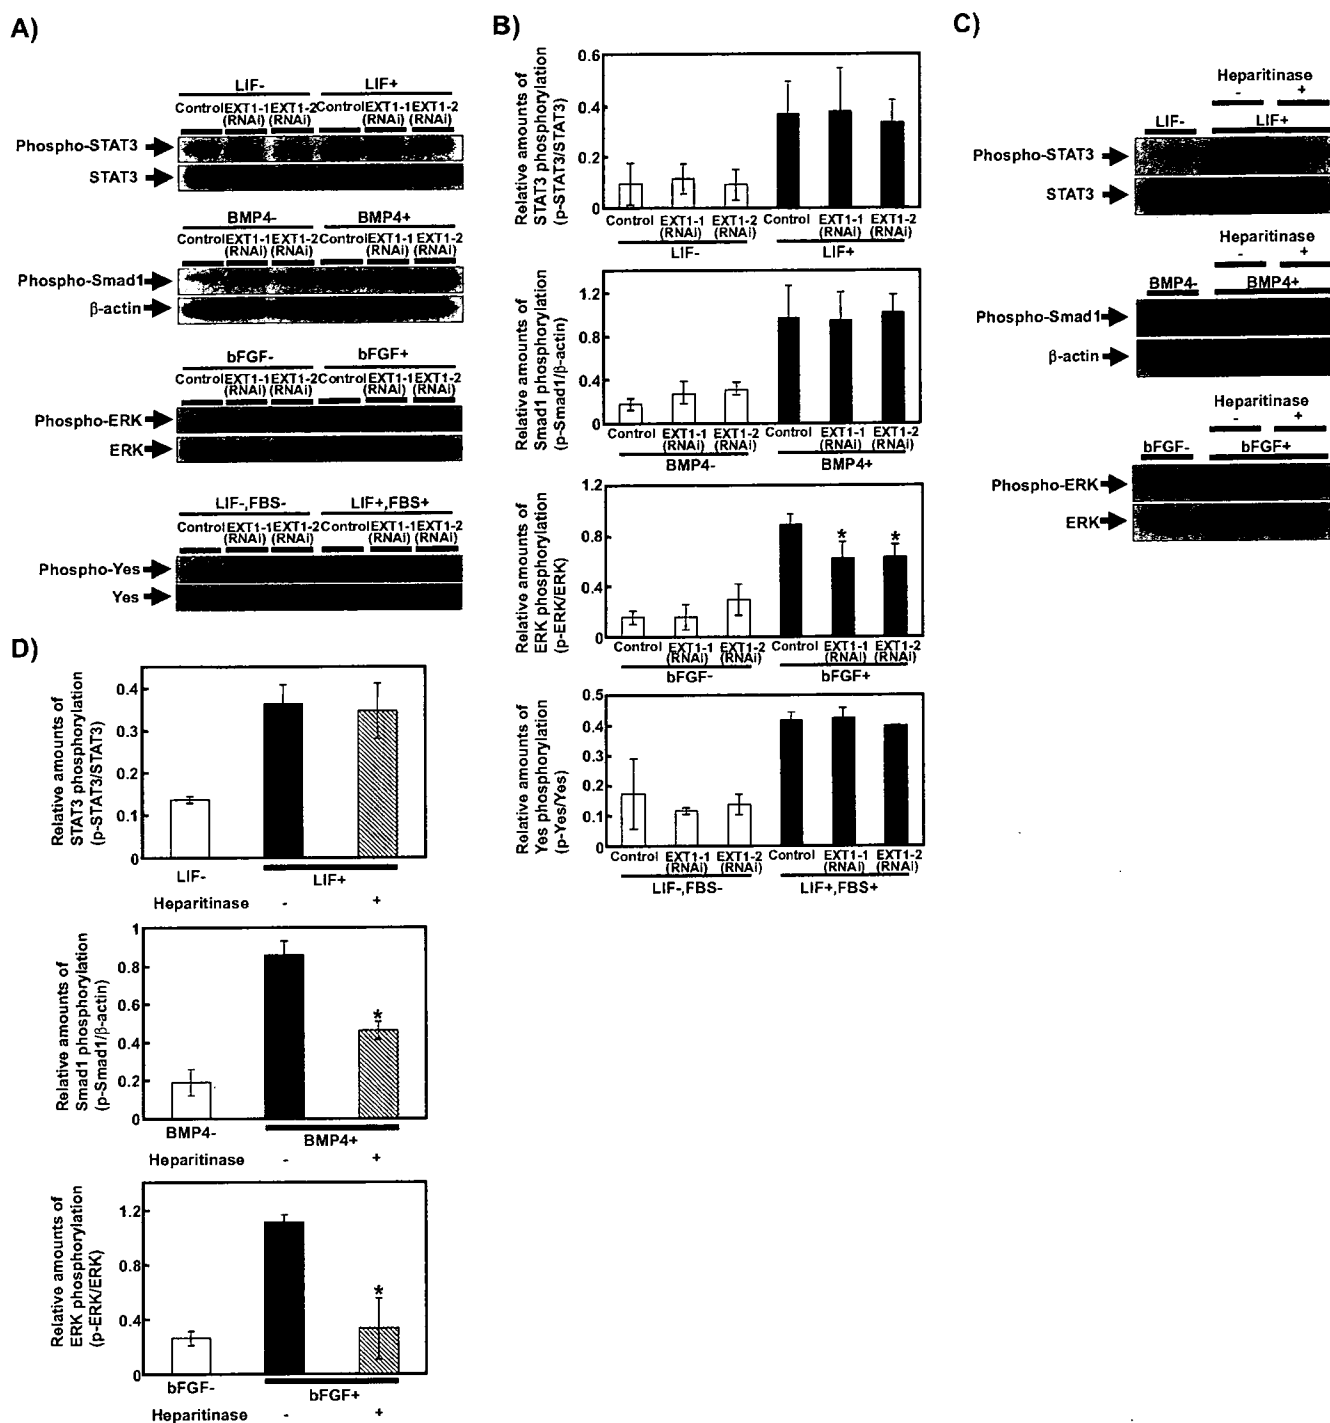 A)
LIF- LIF+
Control EXT1-1 EXT1-2 Control EXT1-1 EXT1-2
(RNAi) (RNAi) (RNAi) (RNAi)
Phospho-STAT3
STAT3
BMP4- BMP4+
Control EXT1-1 EXT1-2 Control EXT1-1 EXT1-2
(RNAi) (RNAi) (RNAi) (RNAi)
Phospho-Smad1
β-actin
bFGF- bFGF+
Control EXT1-1 EXT1-2 Control EXT1-1 EXT1-2
(RNAi) (RNAi) (RNAi) (RNAi)
Phospho-ERK
ERK
LIF-,FBS- LIF+,FBS+
Control EXT1-1 EXT1-2 Control EXT1-1 EXT1-2
(RNAi) (RNAi) (RNAi) (RNAi)
Phospho-Yes
Yes
B)
Relative amounts of
STAT3 phosphorylation
(p-STAT3/STAT3)
0.6
0.4
0.2
0
Control EXT1-1 EXT1-2 Control EXT1-1 EXT1-2
(RNAi) (RNAi) (RNAi) (RNAi)
LIF- LIF+
Relative amounts of
Smad1 phosphorylation
(p-Smad1/β-actin)
1.2
0.8
0.4
0
Control EXT1-1 EXT1-2 Control EXT1-1 EXT1-2
(RNAi) (RNAi) (RNAi) (RNAi)
BMP4- BMP4+
Relative amounts of
ERK phosphorylation
(p-ERK/ERK)
1.2
0.8
0.4
0
* *
Control EXT1-1 EXT1-2 Control EXT1-1 EXT1-2
(RNAi) (RNAi) (RNAi) (RNAi)
bFGF- bFGF+
Relative amounts of
Yes phosphorylation
(p-Yes/Yes)
0.5
0.4
0.3
0.2
0.1
0
Control EXT1-1 EXT1-2 Control EXT1-1 EXT1-2
(RNAi) (RNAi) (RNAi) (RNAi)
LIF-,FBS- LIF+,FBS+
C)
Heparitinase
- +
LIF- LIF+
Phospho-STAT3
STAT3
Heparitinase
- +
BMP4- BMP4+
Phospho-Smad1
β-actin
Heparitinase
- +
bFGF- bFGF+
Phospho-ERK
ERK
D)
Relative amounts of
STAT3 phosphorylation
(p-STAT3/STAT3)
0.4
0.3
0.2
0.1
0
LIF- LIF+
Heparitinase - +
Relative amounts of
Smad1 phosphorylation
(p-Smad1/β-actin)
1
0.8
0.6
0.4
0.2
0
*
BMP4- BMP4+
Heparitinase - +
Relative amounts of
ERK phosphorylation
(p-ERK/ERK)
1.2
0.8
0.4
0
*
bFGF- bFGF+
Heparitinase - +